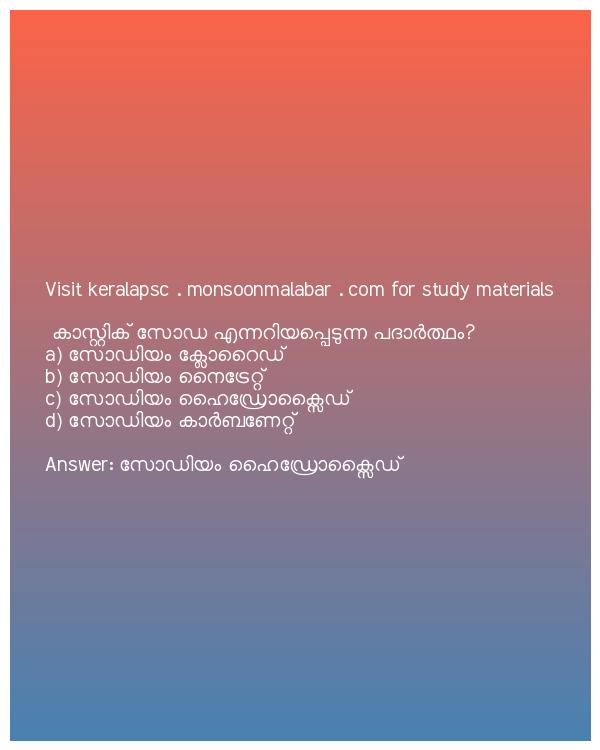 Visit keralapsc . monsoonmalabar . com for study materials
കാസ്റ്റിക് സോഡ എന്നറിയപ്പെടുന്ന പദാർത്ഥം?
a) സോഡിയം ക്ലോറൈഡ്
b) സോഡിയം നൈട്രേറ്റ്
c) സോഡിയം ഹൈഡ്രോക്സൈഡ്
d) സോഡിയം കാർബണേറ്റ്
Answer: സോഡിയം ഹൈഡ്രോക്സൈഡ്